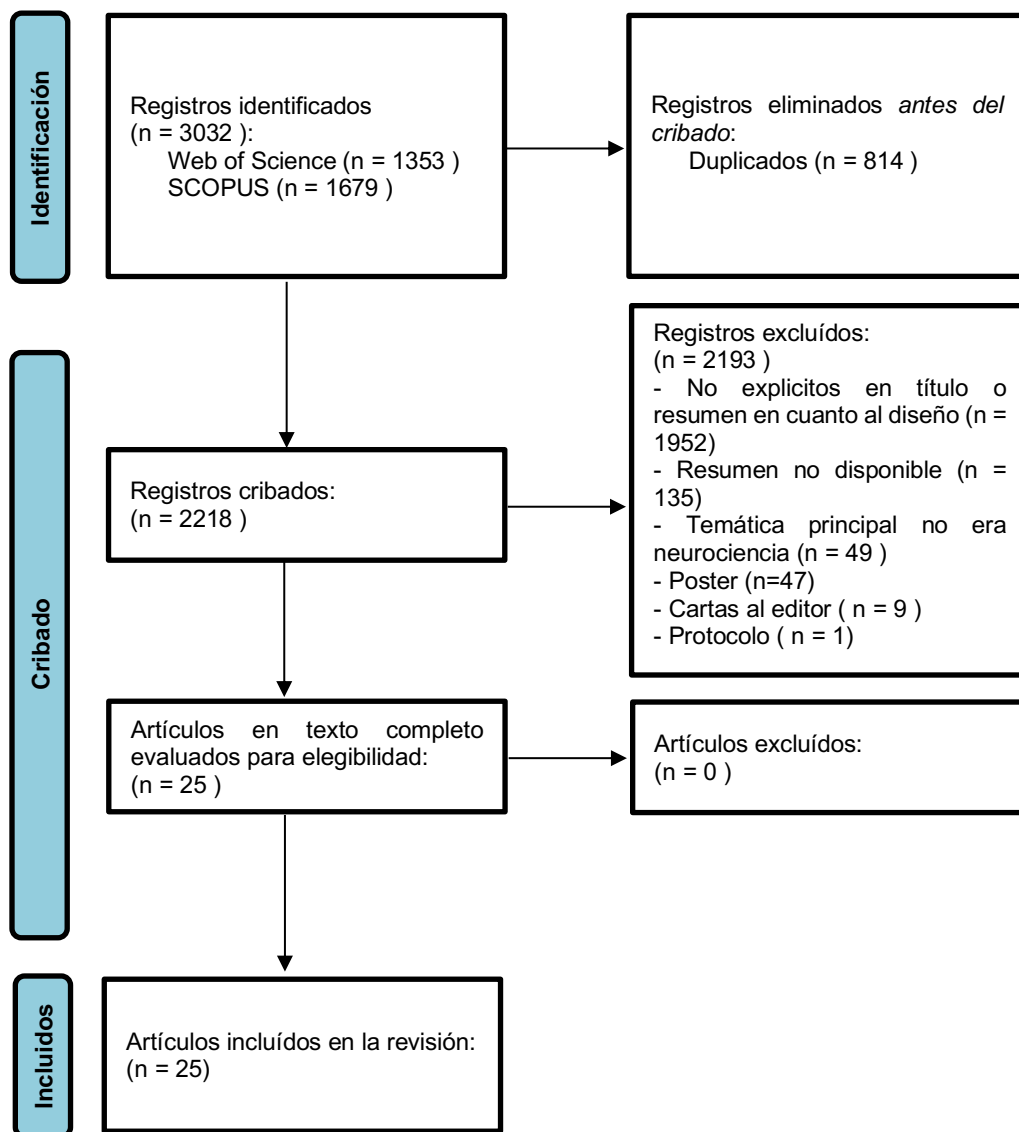 Identificación
Registros identificados
(n = 3032 ):
Web of Science (n = 1353 )
SCOPUS (n = 1679 )
Registros eliminados antes del
cribado:
Duplicados (n = 814 )
Cribado
Registros cribados:
(n = 2218 )
Registros excluídos:
(n = 2193 )
- No explicitos en título o
resumen en cuanto al diseño (n =
1952)
- Resumen no disponible (n =
135)
- Temática principal no era
neurociencia (n = 49 )
- Poster (n=47)
- Cartas al editor ( n = 9 )
- Protocolo ( n = 1)
Artículos en texto completo
evaluados para elegibilidad:
(n = 25 )
Artículos excluídos:
(n = 0 )
Incluidos
Artículos incluídos en la revisión:
(n = 25)